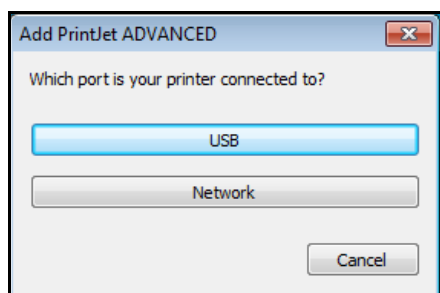 Add PrintJet ADVANCED
Which port is your printer connected to?
USB
Network
Cancel